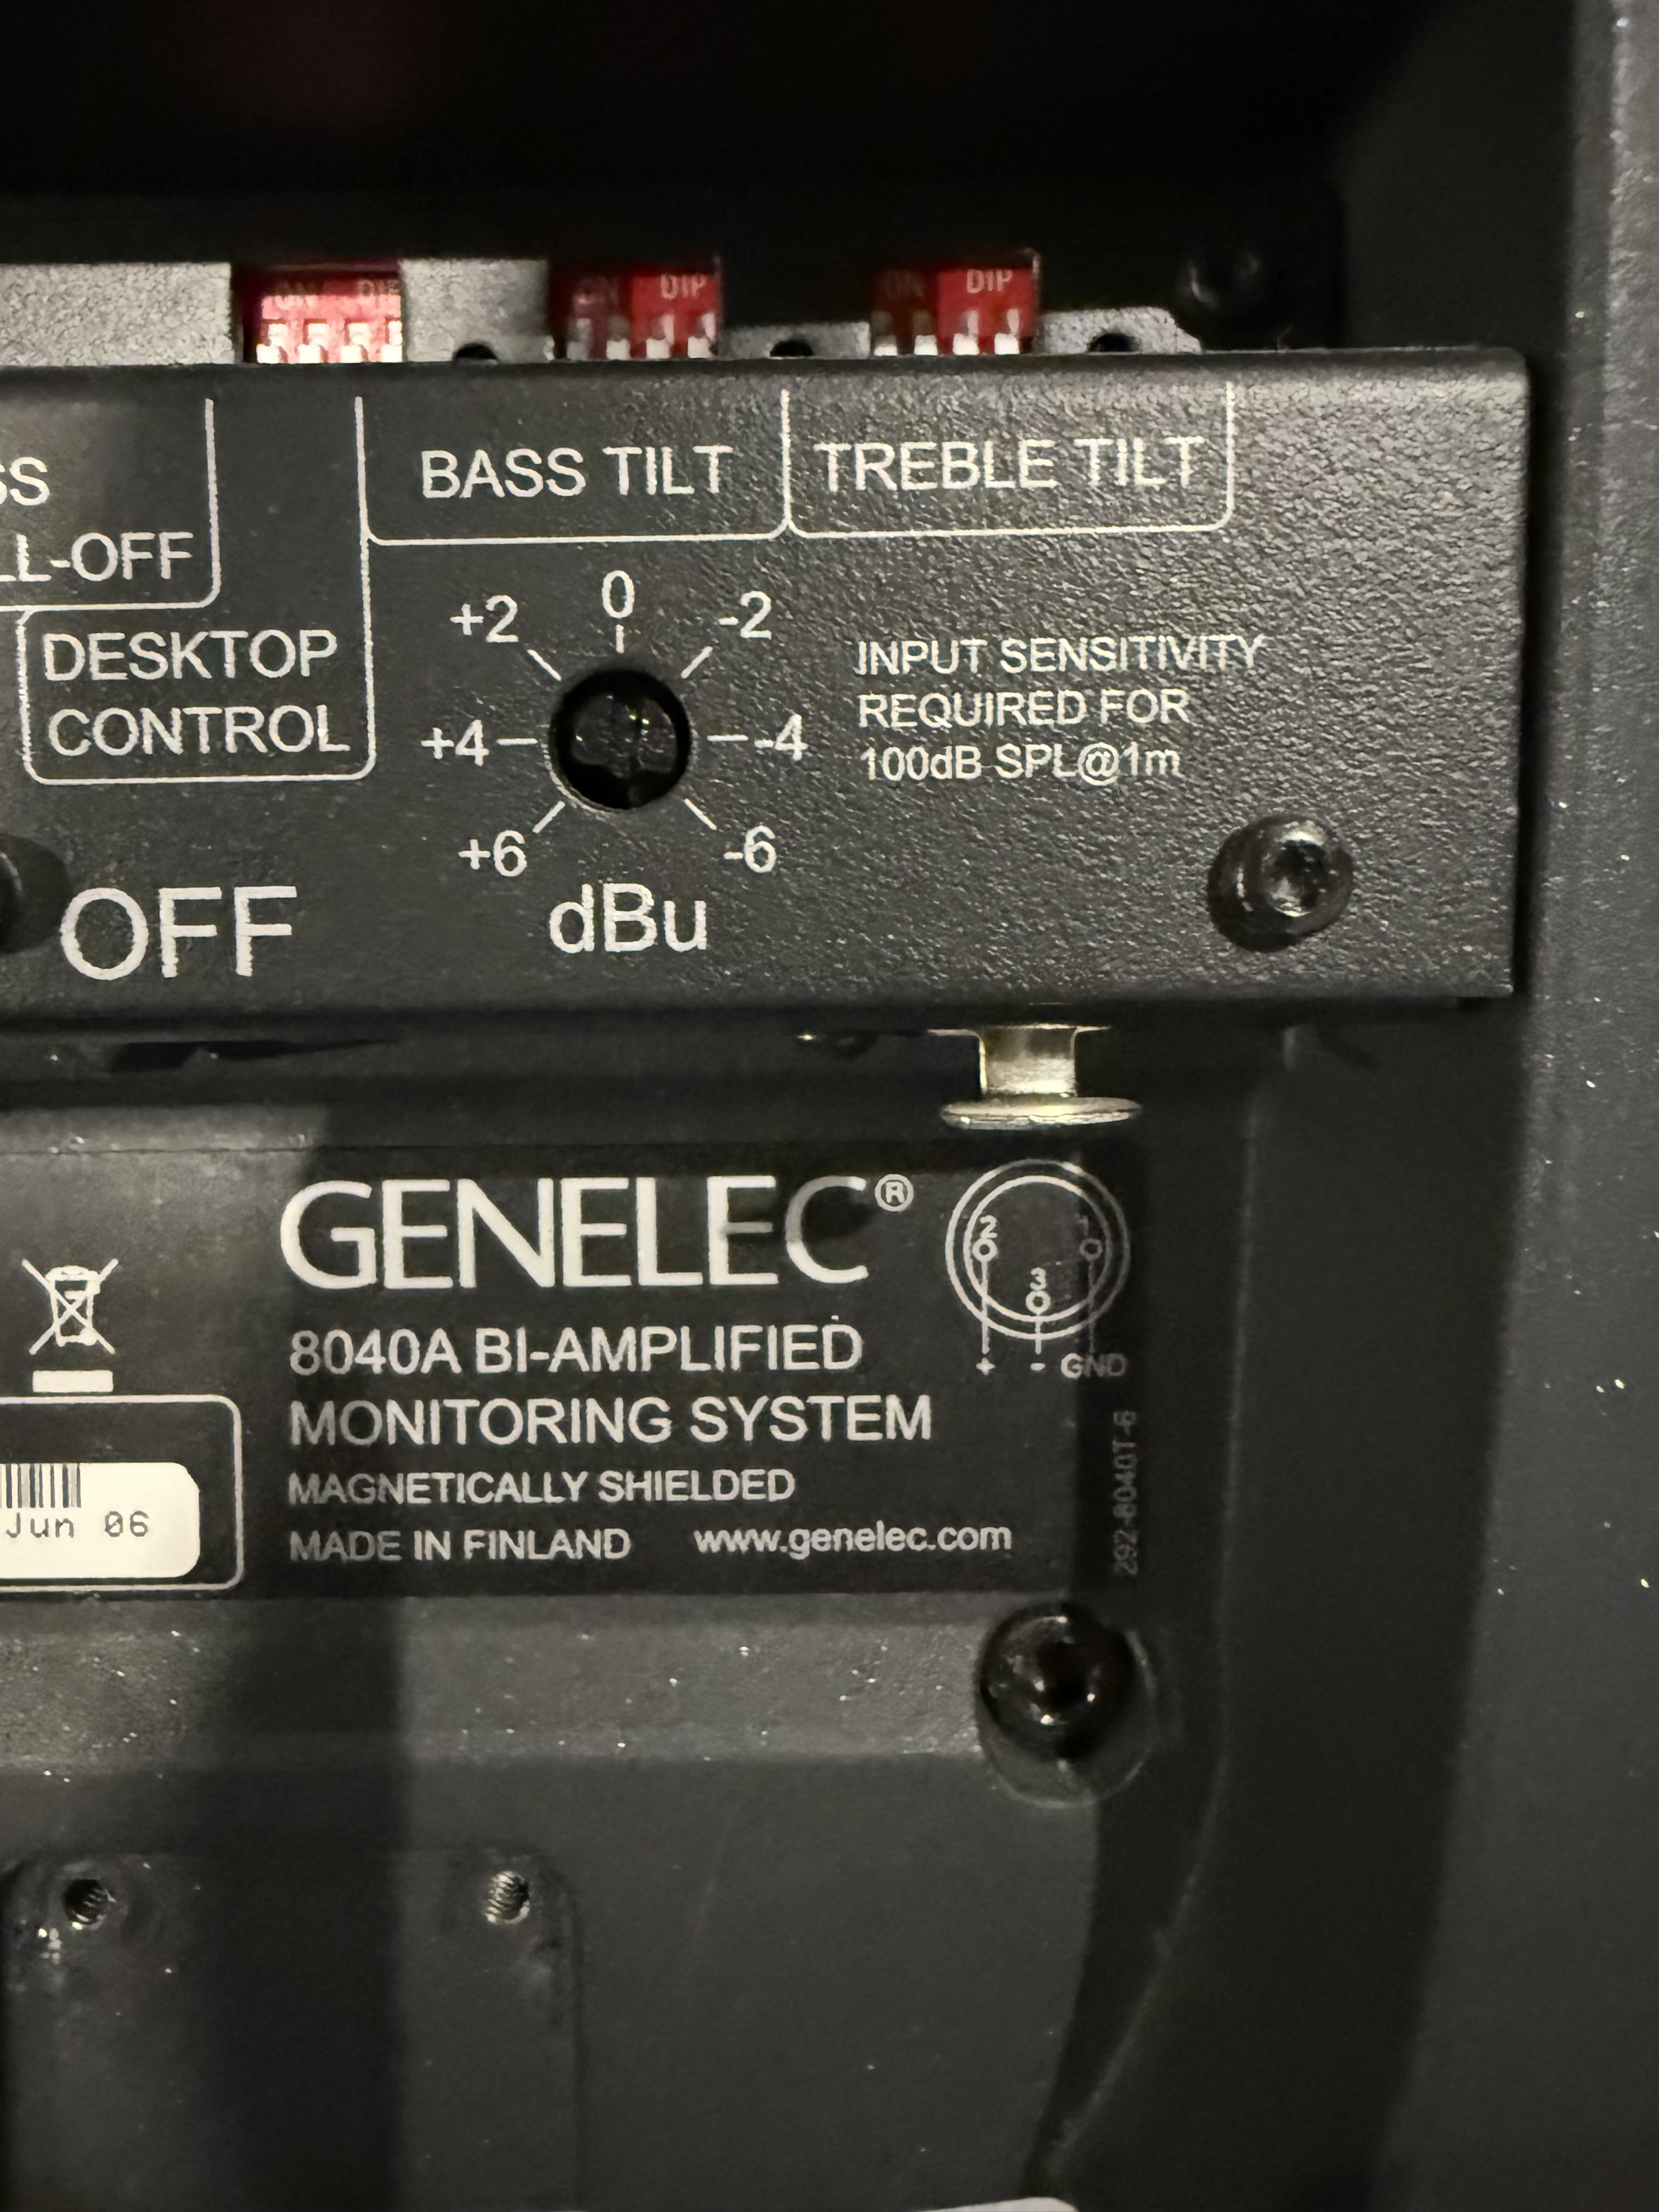 ON DIP
ON DIP
ON DIP
SS
LL-OFF
DESKTOP
CONTROL
BASS TILT
TREBLE TILT
0
+2
-2
+4
-4
+6
-6
dBu
INPUT SENSITIVITY
REQUIRED FOR
100dB SPL@1m
OFF
GENELEC®
8040A BI-AMPLIFIED
MONITORING SYSTEM
MAGNETICALLY SHIELDED
MADE IN FINLAND www.genelec.com
2
1
3
+ - GND
292-8040T-6
Jun 06